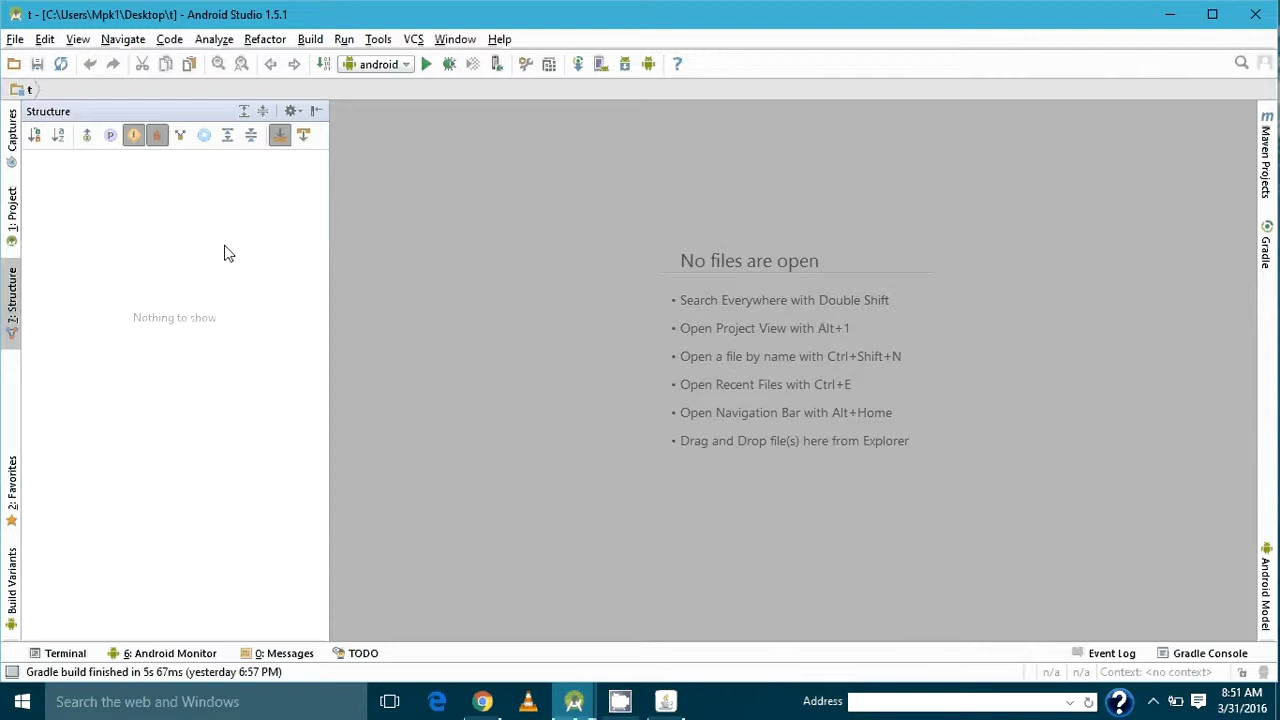 t - [C:\Users\Mpk1\Desktop\t] - Android Studio 1.5.1
File Edit View Navigate Code Analyze Refactor Build Run Tools VCS Window Help
android
t
Structure
Captures
1: Project
7: Structure
2: Favorites
Build Variants
Nothing to show
No files are open
• Search Everywhere with Double Shift
• Open Project View with Alt+1
• Open a file by name with Ctrl+Shift+N
• Open Recent Files with Ctrl+E
• Open Navigation Bar with Alt+Home
• Drag and Drop file(s) here from Explorer
Maven Projects
Gradle
Android Model
Terminal 6: Android Monitor 0: Messages TODO Event Log Gradle Console
Gradle build finished in 5s 67ms (yesterday 6:57 PM) n/a n/a Context: <no context>
Search the web and Windows
Address
8:51 AM
3/31/2016